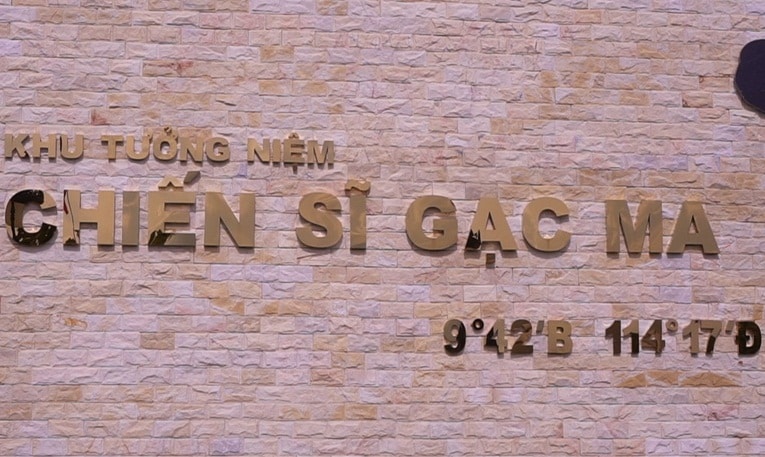 KHU TƯỞNG NIỆM
CHIẾN SĨ GẠC MA
9°42'B 114°17'Đ